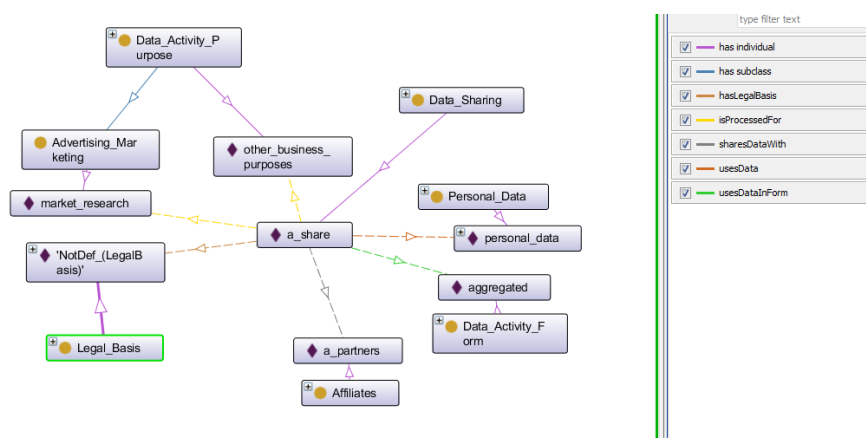 Data_Activity_P
urpose
Data_Sharing
Advertising_Mar
keting
other_business_
purposes
Personal_Data
market_research
a_share
personal_data
'NotDef_(LegalB
asis)'
aggregated
Data_Activity_F
orm
Legal_Basis
a_partners
Affiliates
type filter text
has individual
has subclass
hasLegalBasis
isProcessedFor
sharesDataWith
usesData
usesDataInForm